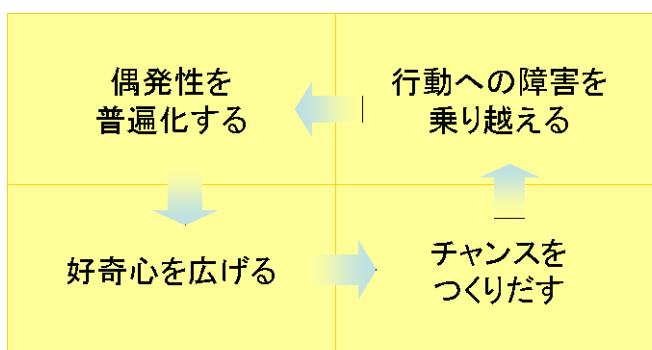 偶発性を
普遍化する
行動への障害を
乗り越える
好奇心を広げる
チャンスを
つくりだす